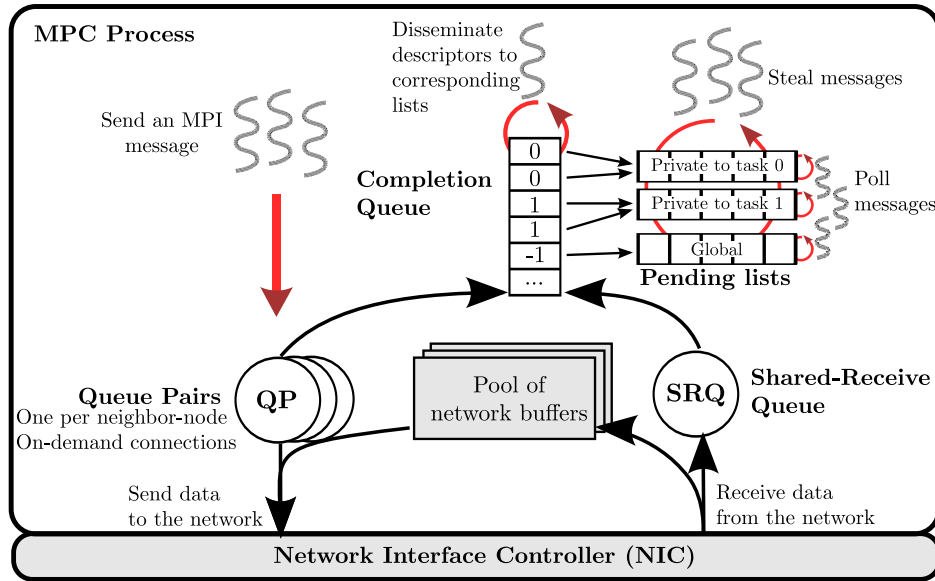 MPC Process
Disseminate
descriptors to
corresponding
lists
Steal messages
Send an MPI
message
Completion
Queue
0
0
1
1
-1
...
Private to task 0
Private to task 1
Global
Pending lists
Poll
messages
Queue Pairs
One per neighbor-node
On-demand connections
QP
Pool of
network buffers
SRQ
Shared-Receive
Queue
Send data
to the network
Receive data
from the network
Network Interface Controller (NIC)